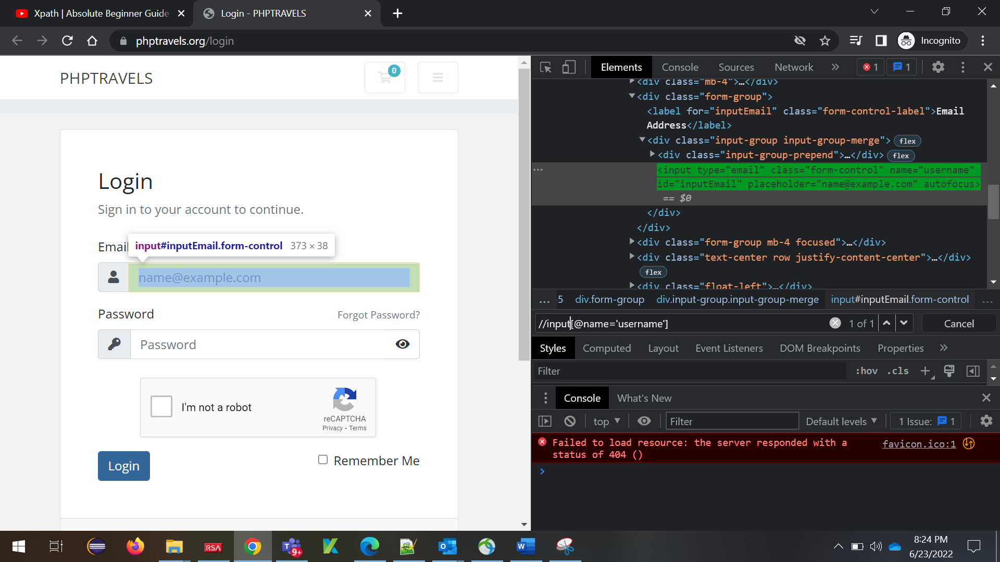 Xpath | Absolute Beginner Guide
Login - PHPTRAVELS
phptravels.org/login
Incognito
PHPTRAVELS
0
Login
Sign in to your account to continue.
Email
input#inputEmail.form-control 373 × 38
name@example.com
Password
Forgot Password?
Password
I'm not a robot
reCAPTCHA
Privacy - Terms
Login
Remember Me
Elements Console Sources Network » 1 1
<div class="mb-4">…</div>
<div class="form-group">
<label for="inputEmail" class="form-control-label">Email
Address</label>
<div class="input-group input-group-merge"> flex
<div class="input-group-prepend">…</div> flex
<input type="email" class="form-control" name="username"
id="inputEmail" placeholder="name@example.com" autofocus>
== $0
</div>
</div>
<div class="form-group mb-4 focused">…</div>
<div class="text-center row justify-content-center">…</div>
flex
<div class="float-left">…</div>
... -5 div.form-group div.input-group.input-group-merge input#inputEmail.form-control ...
//input[@name='username'] 1 of 1 Cancel
Styles Computed Layout Event Listeners DOM Breakpoints Properties »
Filter :hov .cls +
Console What's New
top Filter Default levels 1 Issue: 1
Failed to load resource: the server responded with a favicon.ico:1
status of 404 ()
RSA
T 9+
O
W
8:24 PM
6/23/2022